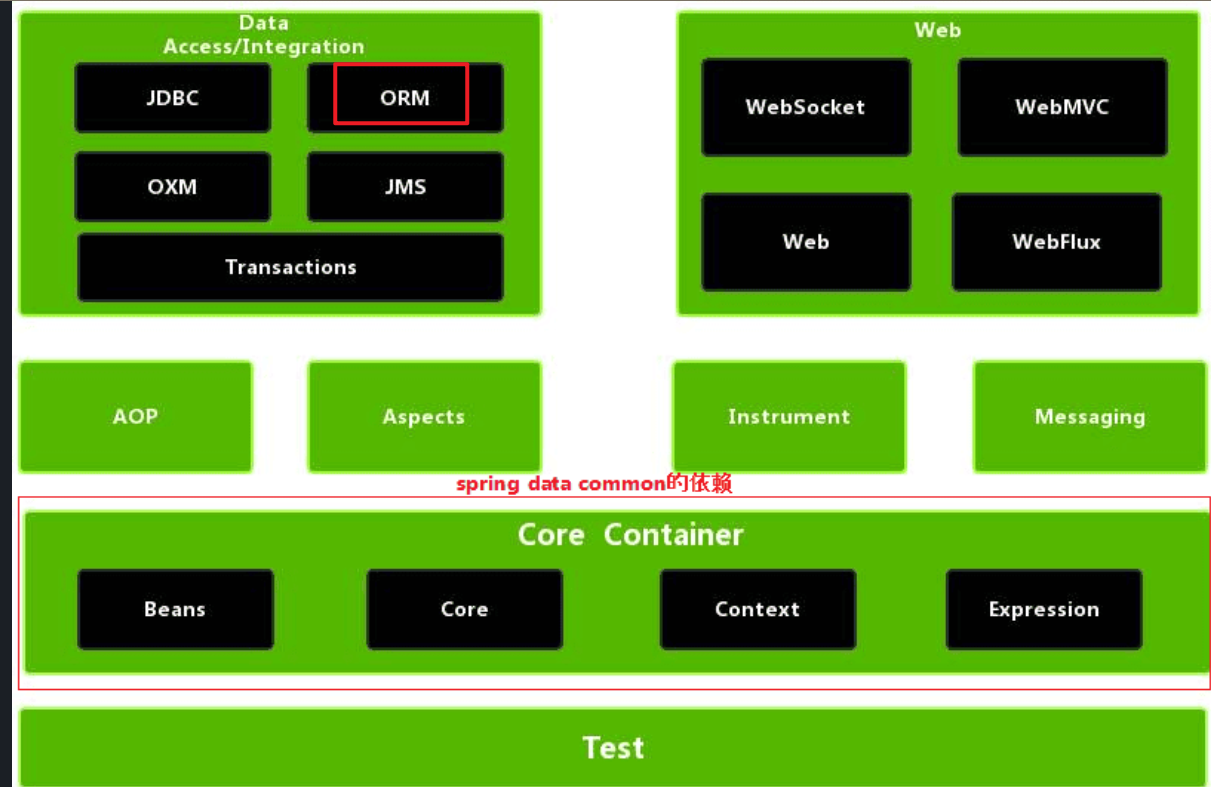 Data
Access/Integration
JDBC
ORM
OXM
JMS
Transactions
Web
WebSocket
WebMVC
Web
WebFlux
AOP
Aspects
Instrument
Messaging
spring data common的依赖
Core Container
Beans
Core
Context
Expression
Test